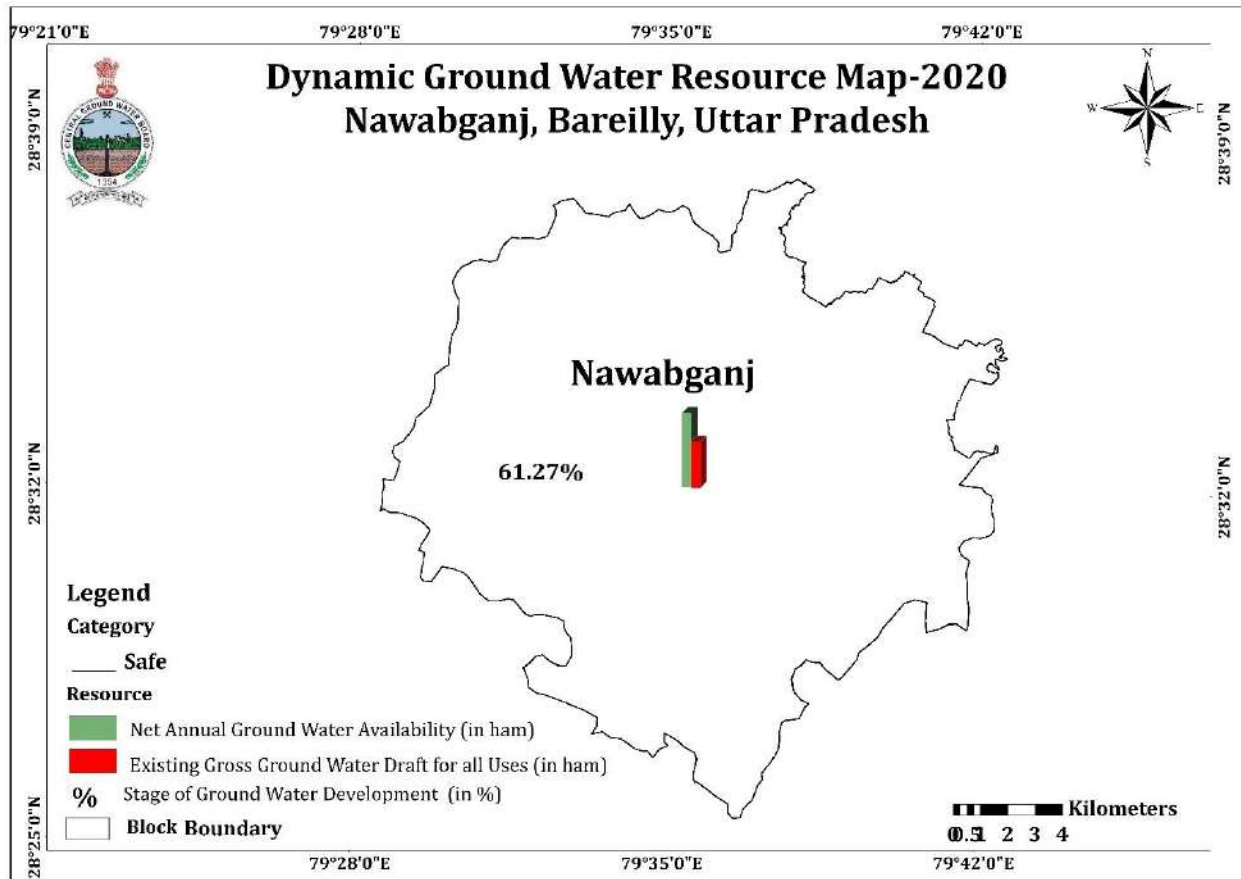 79°21'0"E 79°28'0"E 79°35'0"E 79°42'0"E
Dynamic Ground Water Resource Map-2020
Nawabganj, Bareilly, Uttar Pradesh
CENTRAL GROUND WATER BOARD
N
W E
S
28°39'0"N 28°39'0"N
Nawabganj
61.27%
28°32'0"N 28°32'0"N
Legend
Category
Safe
Resource
Net Annual Ground Water Availability (in ham)
Existing Gross Ground Water Draft for all Uses (in ham)
% Stage of Ground Water Development (in %)
Block Boundary
Kilometers
0 0.5 1 2 3 4
28°25'0"N
79°28'0"E 79°35'0"E 79°42'0"E